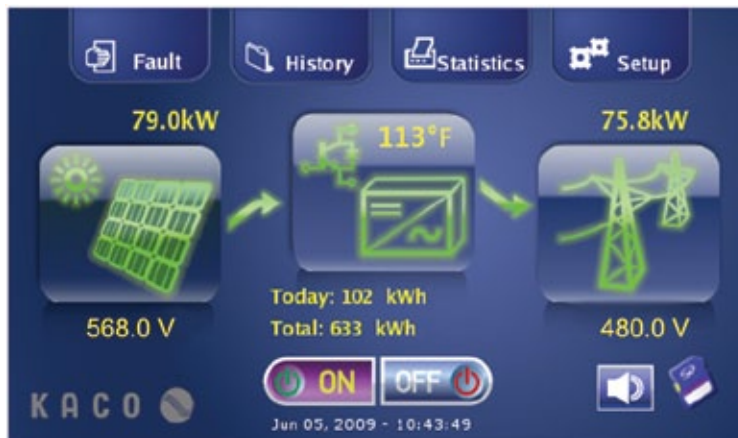 Fault
History
Statistics
Setup
79.0kW
113°F
75.8kW
568.0 V
Today: 102 kWh
Total: 633 kWh
480.0 V
ON
OFF
KACO
Jun 05, 2009 - 10:43:49